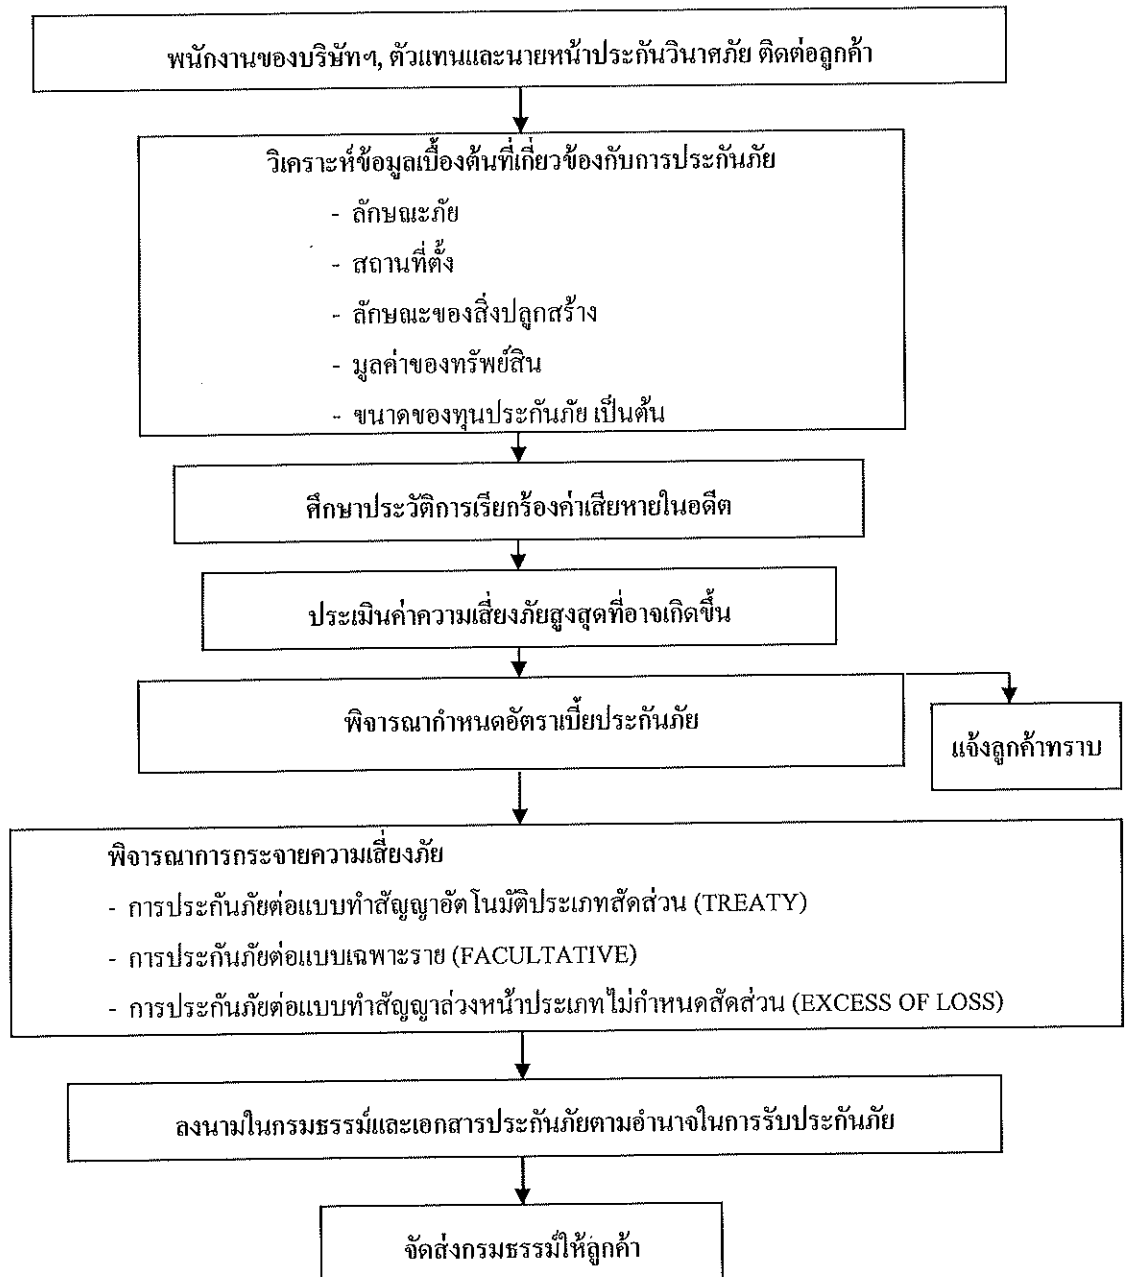 พนักงานของบริษัทฯ, ตัวแทนและนายหน้าประกันวินาศภัย ติดต่อลูกค้า
วิเคราะห์ข้อมูลเบื้องต้นที่เกี่ยวข้องกับการประกันภัย
- ลักษณะภัย
- สถานที่ตั้ง
- ลักษณะของสิ่งปลูกสร้าง
- มูลค่าของทรัพย์สิน
- ขนาดของทุนประกันภัย เป็นต้น
ศึกษาประวัติการเรียกร้องค่าเสียหายในอดีต
ประเมินค่าความเสี่ยงภัยสูงสุดที่อาจเกิดขึ้น
พิจารณากำหนดอัตราเบี้ยประกันภัย
แจ้งลูกค้าทราบ
พิจารณาการกระจายความเสี่ยงภัย
- การประกันภัยต่อแบบทำสัญญาอัตโนมัติประเภทสัดส่วน (TREATY)
- การประกันภัยต่อแบบเฉพาะราย (FACULTATIVE)
- การประกันภัยต่อแบบทำสัญญาล่วงหน้าประเภทไม่กำหนดสัดส่วน (EXCESS OF LOSS)
ลงนามในกรมธรรม์และเอกสารประกันภัยตามอำนาจในการรับประกันภัย
จัดส่งกรมธรรม์ให้ลูกค้า